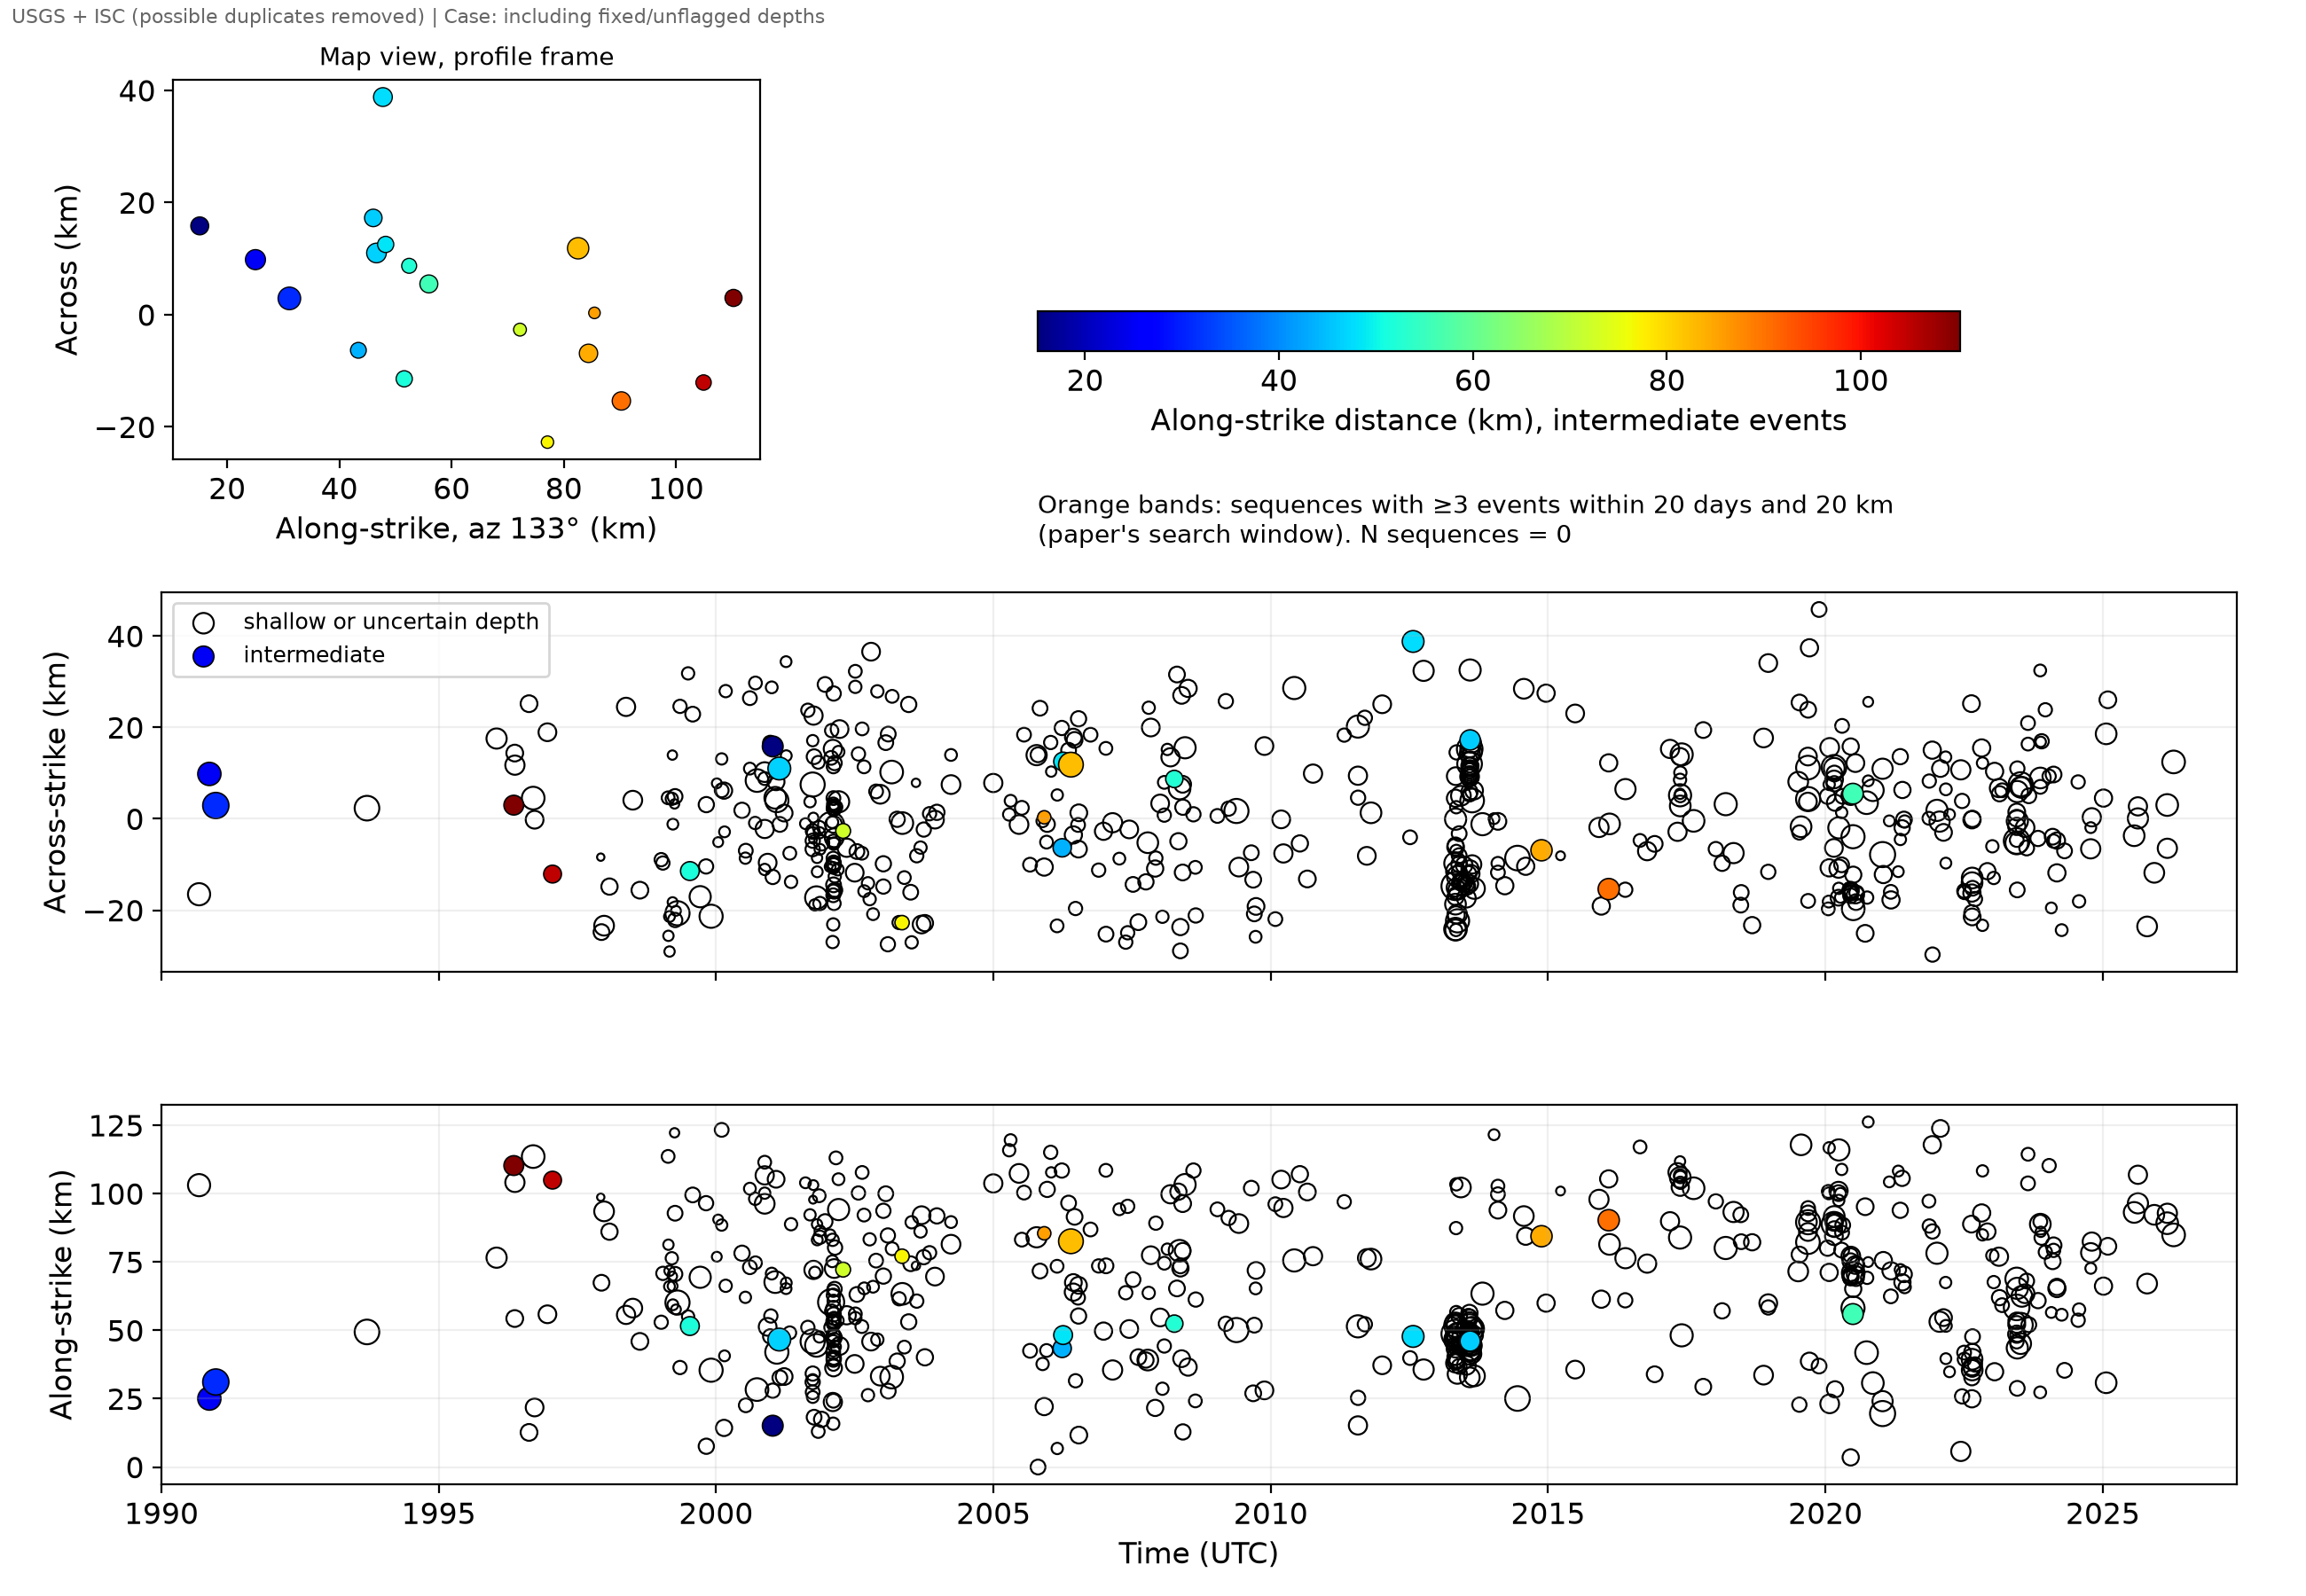 USGS + ISC (possible duplicates removed) | Case: including fixed/unflagged depths
Map view, profile frame
40
20
0
−20
Across (km)
20 40 60 80 100
Along-strike, az 133° (km)
20 40 60 80 100
Along-strike distance (km), intermediate events
Orange bands: sequences with ≥3 events within 20 days and 20 km
(paper's search window). N sequences = 0
shallow or uncertain depth
intermediate
40
20
0
−20
Across-strike (km)
125
100
75
50
25
0
Along-strike (km)
1990 1995 2000 2005 2010 2015 2020 2025
Time (UTC)